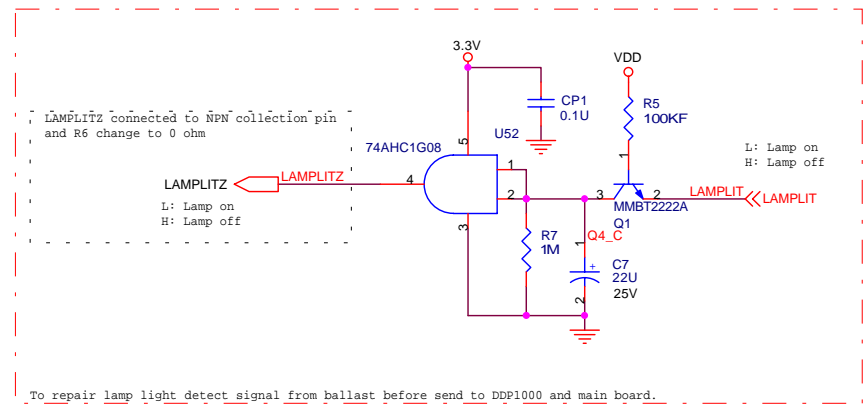 3.3V
VDD
CP1
0.1U
R5
100KF
LAMPLITZ connected to NPN collection pin
and R6 change to 0 ohm
U52
74AHC1G08
5
1
L: Lamp on
H: Lamp off
LAMPLITZ
LAMPLITZ
4
1
2
3
2
LAMPLIT
LAMPLIT
MMBT2222A
Q1
L: Lamp on
H: Lamp off
3
R7
1M
Q4_C
1
+
C7
22U
25V
2
To repair lamp light detect signal from ballast before send to DDP1000 and main board.